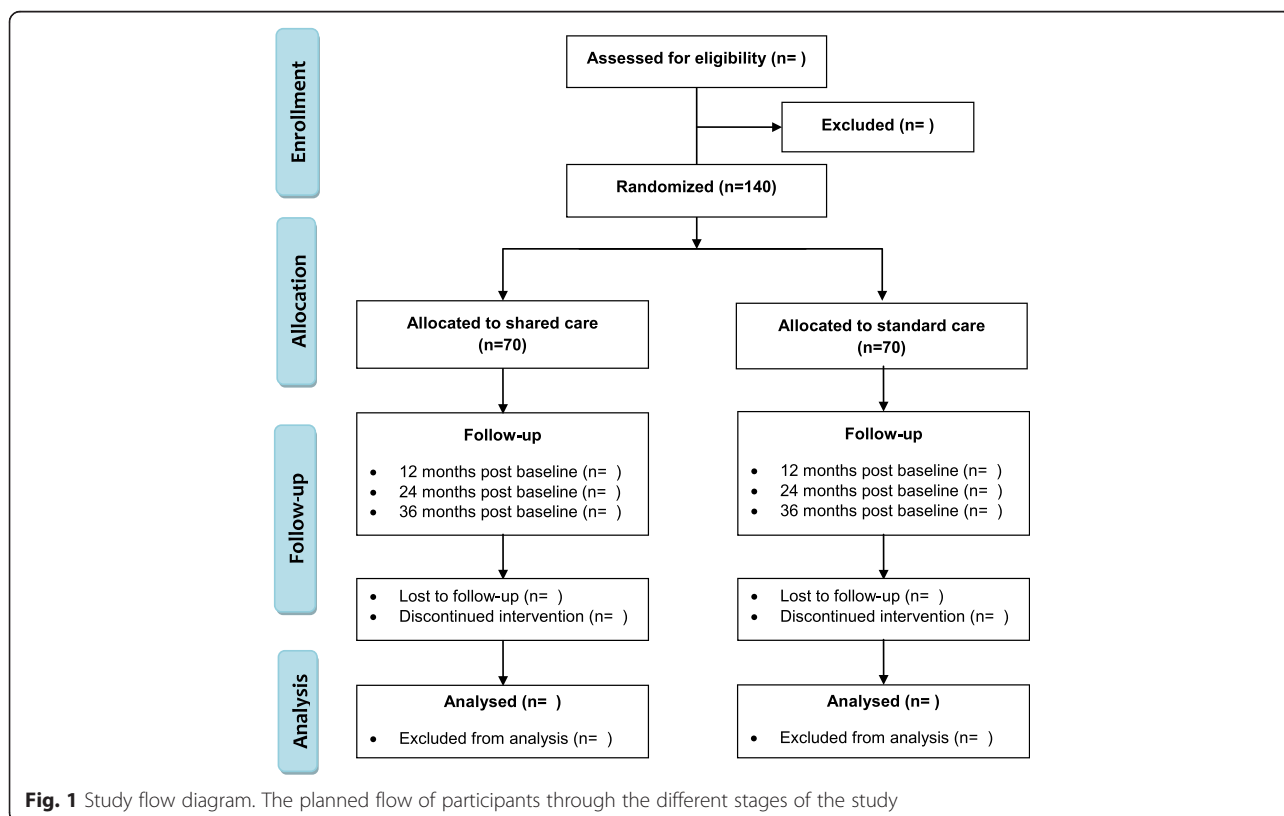 Enrollment
Assessed for eligibility (n= )
Excluded (n= )
Randomized (n=140)
Allocation
Allocated to shared care
(n=70)
Allocated to standard care
(n=70)
Follow-up
Follow-up
• 12 months post baseline (n= )
• 24 months post baseline (n= )
• 36 months post baseline (n= )
Follow-up
• 12 months post baseline (n= )
• 24 months post baseline (n= )
• 36 months post baseline (n= )
• Lost to follow-up (n= )
• Discontinued intervention (n= )
• Lost to follow-up (n= )
• Discontinued intervention (n= )
Analysis
Analysed (n= )
• Excluded from analysis (n= )
Analysed (n= )
• Excluded from analysis (n= )
Fig. 1 Study flow diagram. The planned flow of participants through the different stages of the study